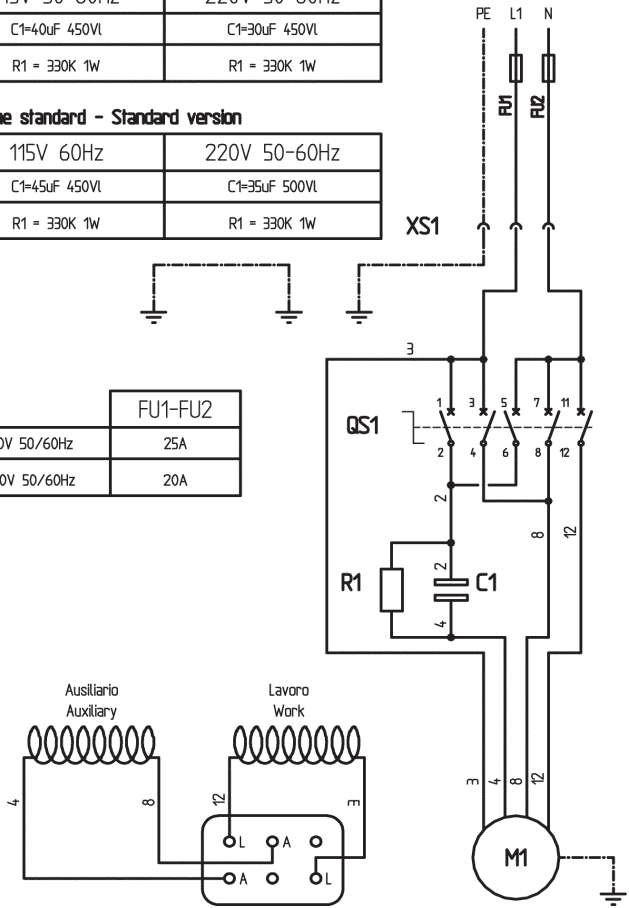 C1=40uF 450Vl C1=30uF 450Vl
R1 = 330K 1W R1 = 330K 1W
standard - Standard version
115V 60Hz 220V 50-60Hz
C1=45uF 450Vl C1=35uF 500Vl
R1 = 330K 1W R1 = 330K 1W
PE L1 N
FU1 FU2
XS1
3
FU1-FU2
0V 50/60Hz 25A
0V 50/60Hz 20A
QS1
1 3 5 7 11
2 4 6 8 12
2 8 12
R1 2 C1
4
Ausiliario Lavoro
Auxiliary Work
4 8 12 3
3 4 8 12
L A
A L
M1